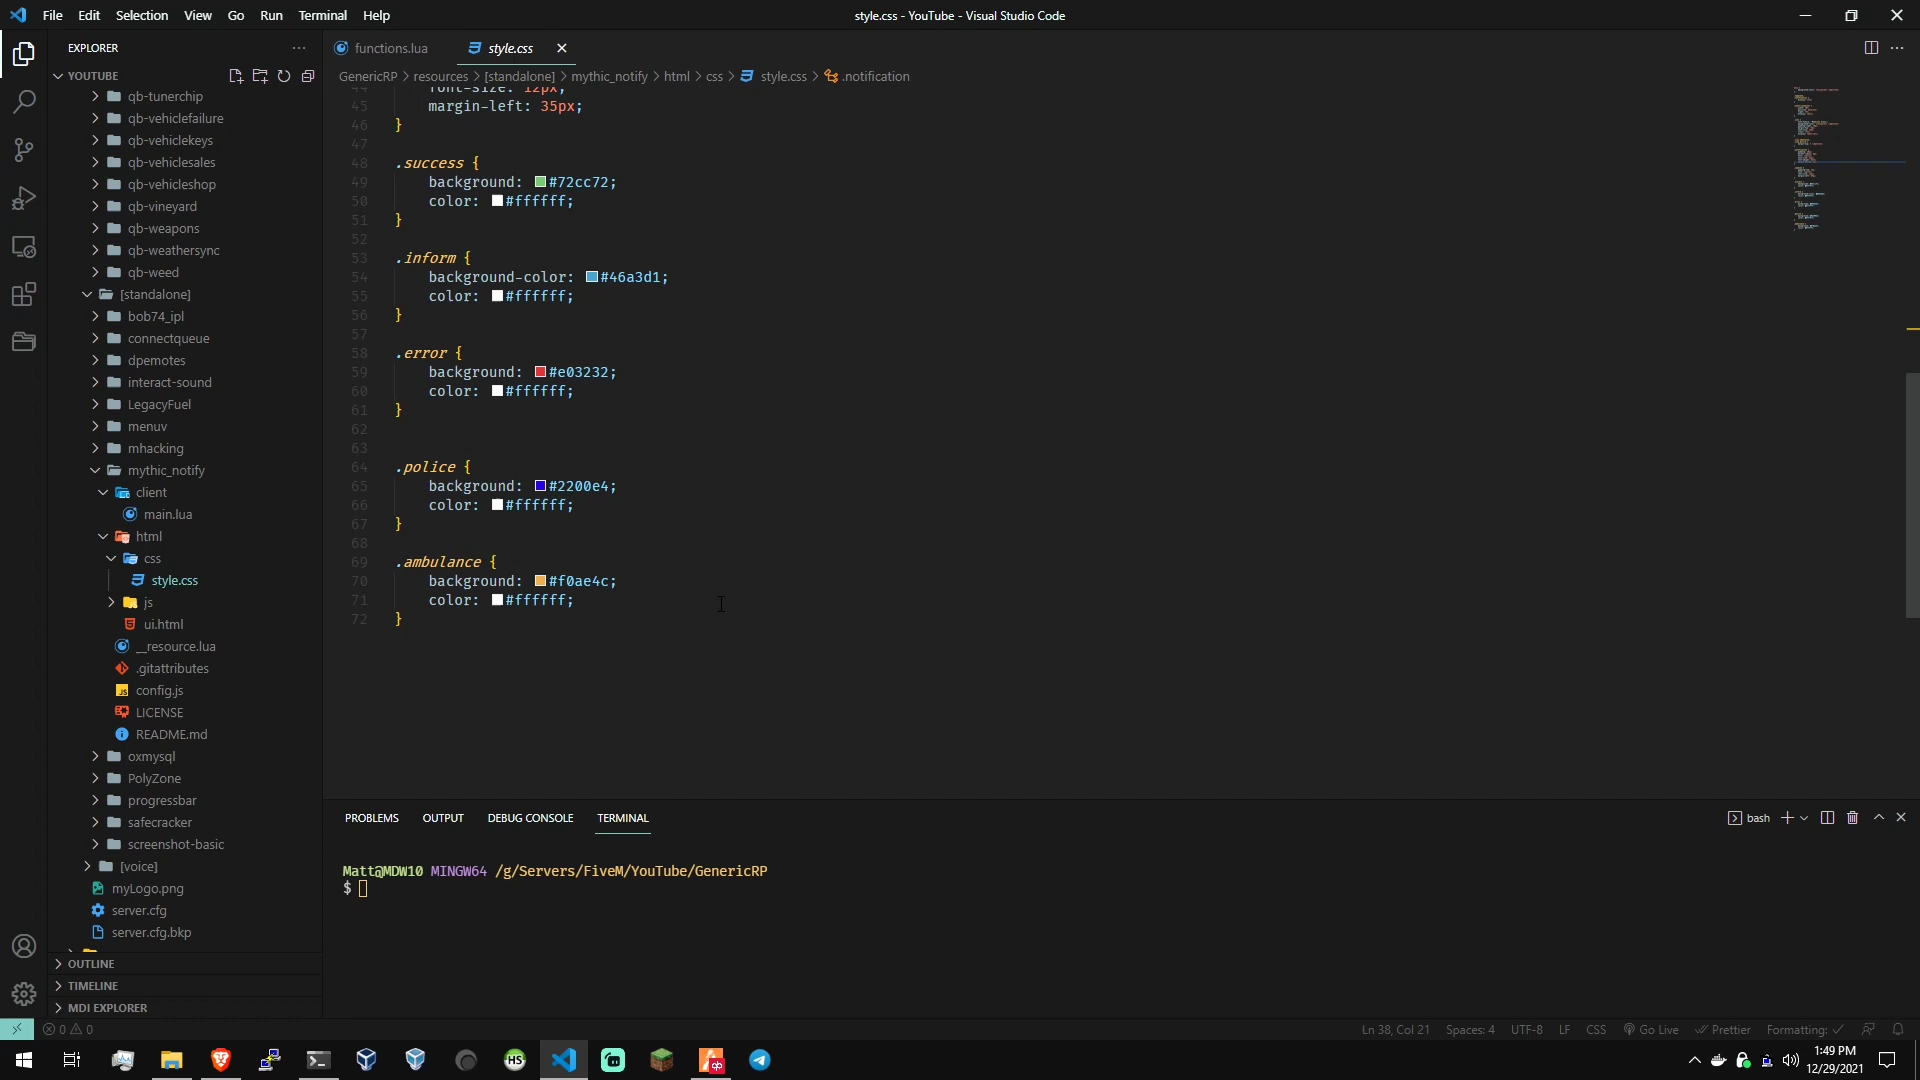 File Edit Selection View Go Run Terminal Help
style.css - YouTube - Visual Studio Code
EXPLORER
functions.lua
style.css
YOUTUBE
GenericRP > resources > [standalone] > mythic_notify > html > css > style.css > .notification
qb-tunerchip
qb-vehiclefailure
qb-vehiclekeys
qb-vehiclesales
qb-vehicleshop
qb-vineyard
qb-weapons
qb-weathersync
qb-weed
[standalone]
bob74_ipl
connectqueue
dpemotes
interact-sound
LegacyFuel
menuv
mhacking
mythic_notify
client
main.lua
html
css
style.css
js
ui.html
__resource.lua
.gitattributes
config.js
LICENSE
README.md
oxmysql
PolyZone
progressbar
safecracker
screenshot-basic
[voice]
myLogo.png
server.cfg
server.cfg.bkp
OUTLINE
TIMELINE
MDI EXPLORER
44 font-size: 12px;
45 margin-left: 35px;
46 }
47
48 .success {
49 background: #72cc72;
50 color: #ffffff;
51 }
52
53 .inform {
54 background-color: #46a3d1;
55 color: #ffffff;
56 }
57
58 .error {
59 background: #e03232;
60 color: #ffffff;
61 }
62
63
64 .police {
65 background: #2200e4;
66 color: #ffffff;
67 }
68
69 .ambulance {
70 background: #f0ae4c;
71 color: #ffffff;
72 }
PROBLEMS OUTPUT DEBUG CONSOLE TERMINAL
bash
Matt@MDW10 MINGW64 /g/Servers/FiveM/YouTube/GenericRP
$
0 0
Ln 38, Col 21 Spaces: 4 UTF-8 LF CSS Go Live Prettier Formatting: ✓
HS
qp
1:49 PM
12/29/2021